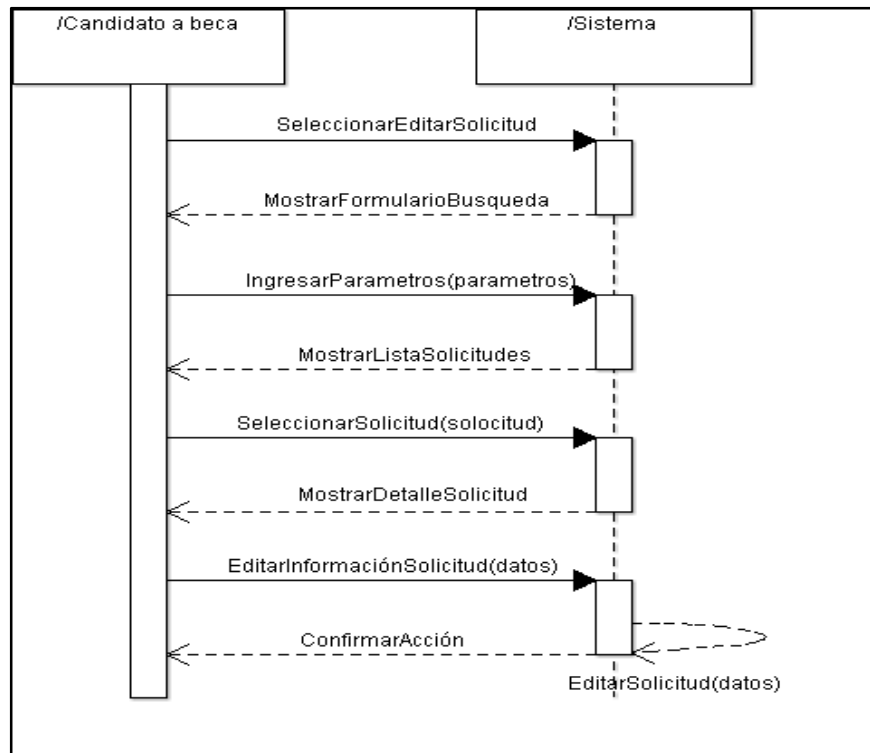 /Candidato a beca
/Sistema
SeleccionarEditarSolicitud
MostrarFormularioBusqueda
IngresarParametros(parametros)
MostrarListaSolicitudes
SeleccionarSolicitud(solocitud)
MostrarDetalleSolicitud
EditarInformaciónSolicitud(datos)
ConfirmarAcción
EditarSolicitud(datos)